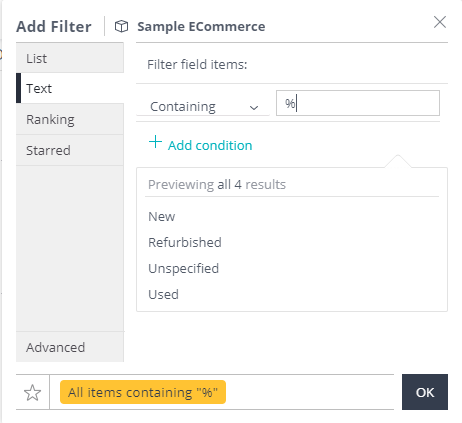 Add Filter Sample ECommerce
List
Text
Ranking
Starred
Advanced
Filter field items:
Containing %
+ Add condition
Previewing all 4 results
New
Refurbished
Unspecified
Used
All items containing "%"
OK